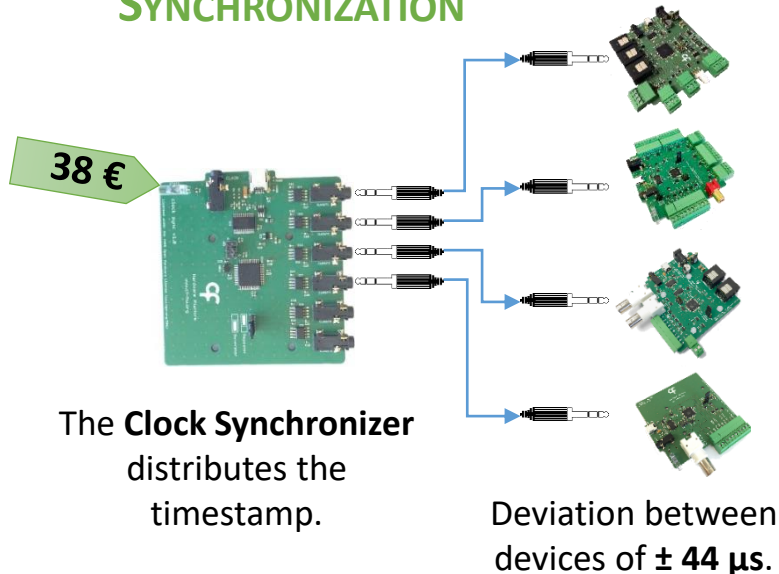 SYNCHRONIZATION
38 €
The Clock Synchronizer
distributes the
timestamp.
Deviation between
devices of ± 44 µs.